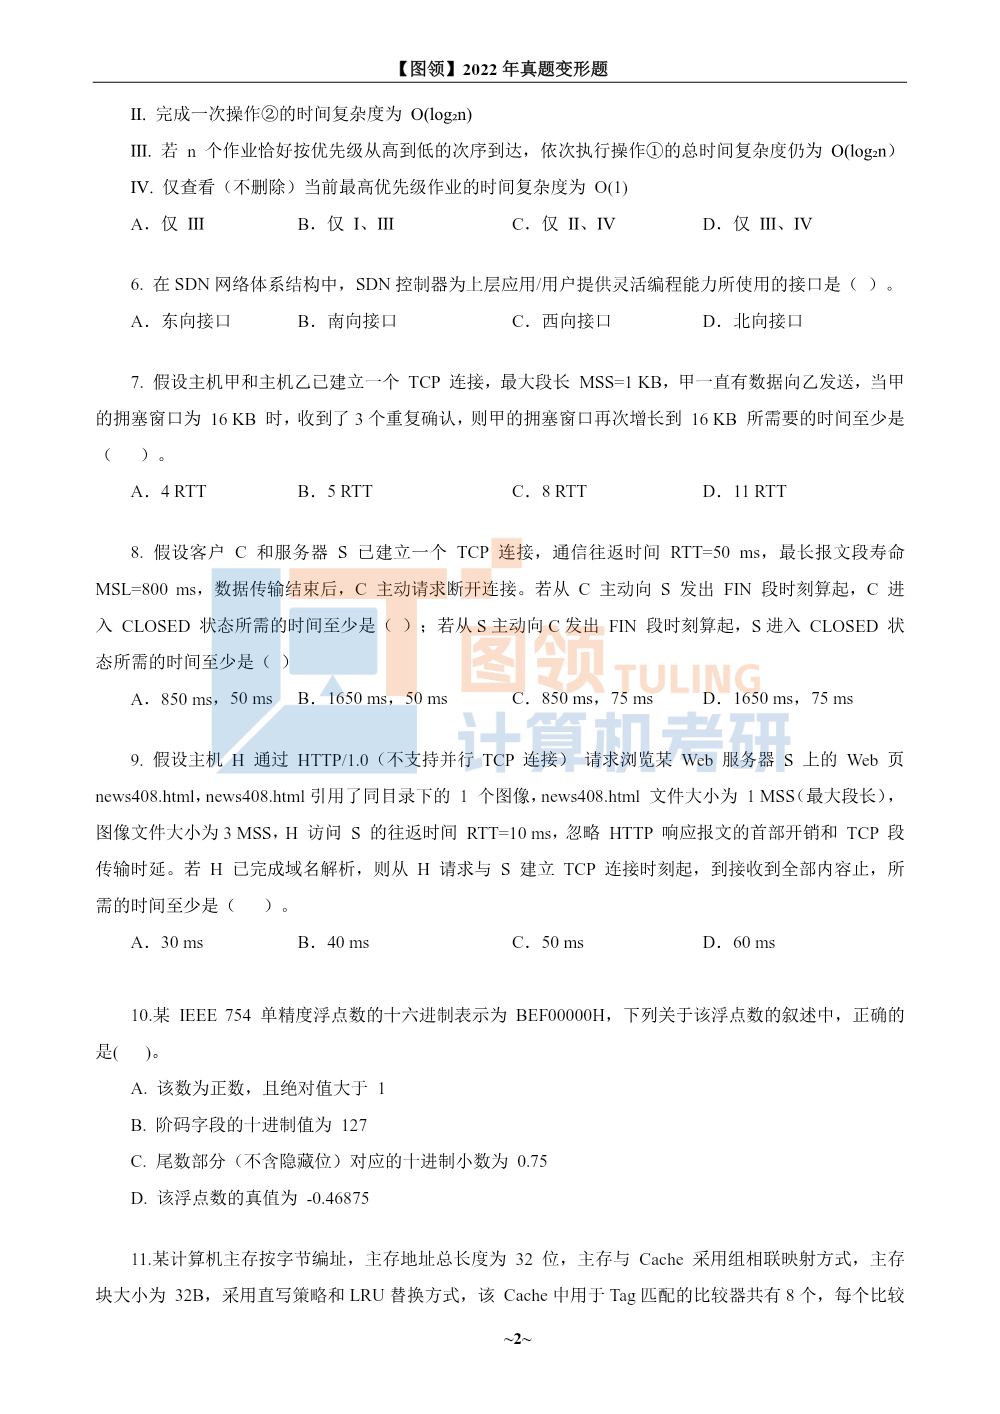 【图领】2022 年真题变形题
II. 完成一次操作②的时间复杂度为 O(log₂n)
III. 若 n 个作业恰好按优先级从高到低的次序到达，依次执行操作①的总时间复杂度仍为 O(log₂n）
IV. 仅查看（不删除）当前最高优先级作业的时间复杂度为 O(1)
A．仅 III B．仅 I、III C．仅 II、IV D．仅 III、IV
6. 在 SDN 网络体系结构中，SDN 控制器为上层应用/用户提供灵活编程能力所使用的接口是（ ）。
A．东向接口 B．南向接口 C．西向接口 D．北向接口
7. 假设主机甲和主机乙已建立一个 TCP 连接，最大段长 MSS=1 KB，甲一直有数据向乙发送，当甲
的拥塞窗口为 16 KB 时，收到了 3 个重复确认，则甲的拥塞窗口再次增长到 16 KB 所需要的时间至少是
（ ）。
A．4 RTT B．5 RTT C．8 RTT D．11 RTT
8. 假设客户 C 和服务器 S 已建立一个 TCP 连接，通信往返时间 RTT=50 ms，最长报文段寿命
MSL=800 ms，数据传输结束后，C 主动请求断开连接。若从 C 主动向 S 发出 FIN 段时刻算起，C 进
入 CLOSED 状态所需的时间至少是（ ）；若从 S 主动向 C 发出 FIN 段时刻算起，S 进入 CLOSED 状
态所需的时间至少是（ ）
A．850 ms，50 ms B．1650 ms，50 ms C．850 ms，75 ms D．1650 ms，75 ms
图领 TULING
计算机考研
9. 假设主机 H 通过 HTTP/1.0（不支持并行 TCP 连接） 请求浏览某 Web 服务器 S 上的 Web 页
news408.html，news408.html 引用了同目录下的 1 个图像，news408.html 文件大小为 1 MSS（最大段长），
图像文件大小为 3 MSS，H 访问 S 的往返时间 RTT=10 ms，忽略 HTTP 响应报文的首部开销和 TCP 段
传输时延。若 H 已完成域名解析，则从 H 请求与 S 建立 TCP 连接时刻起，到接收到全部内容止，所
需的时间至少是（ ）。
A．30 ms B．40 ms C．50 ms D．60 ms
10.某 IEEE 754 单精度浮点数的十六进制表示为 BEF00000H，下列关于该浮点数的叙述中，正确的
是( )。
A. 该数为正数，且绝对值大于 1
B. 阶码字段的十进制值为 127
C. 尾数部分（不含隐藏位）对应的十进制小数为 0.75
D. 该浮点数的真值为 -0.46875
11.某计算机主存按字节编址，主存地址总长度为 32 位，主存与 Cache 采用组相联映射方式，主存
块大小为 32B，采用直写策略和 LRU 替换方式，该 Cache 中用于 Tag 匹配的比较器共有 8 个，每个比较
~2~